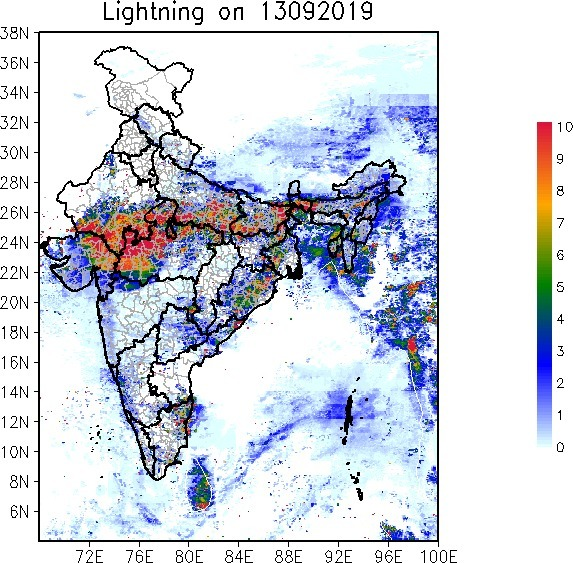 Lightning on 13092019
38N
36N
34N
32N
30N
28N
26N
24N
22N
20N
18N
16N
14N
12N
10N
8N
6N
72E 76E 80E 84E 88E 92E 96E 100E
10
9
8
7
6
5
4
3
2
1
0